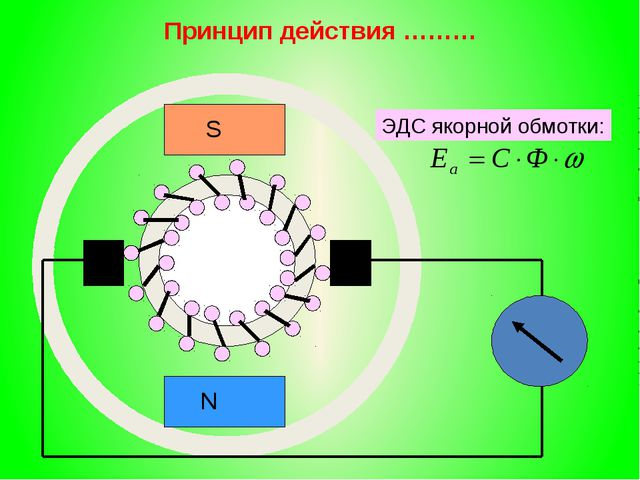 Принцип действия ………
S
ЭДС якорной обмотки:
Eₐ = C · Φ · ω
N